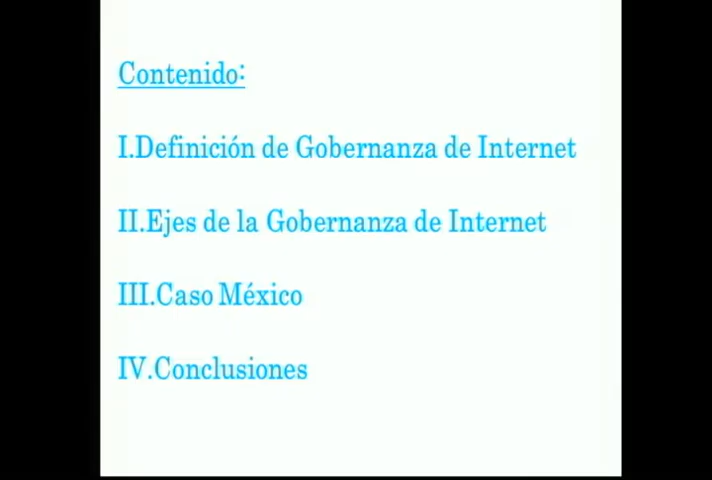 Contenido:
I.Definición de Gobernanza de Internet
II.Ejes de la Gobernanza de Internet
III.Caso México
IV.Conclusiones